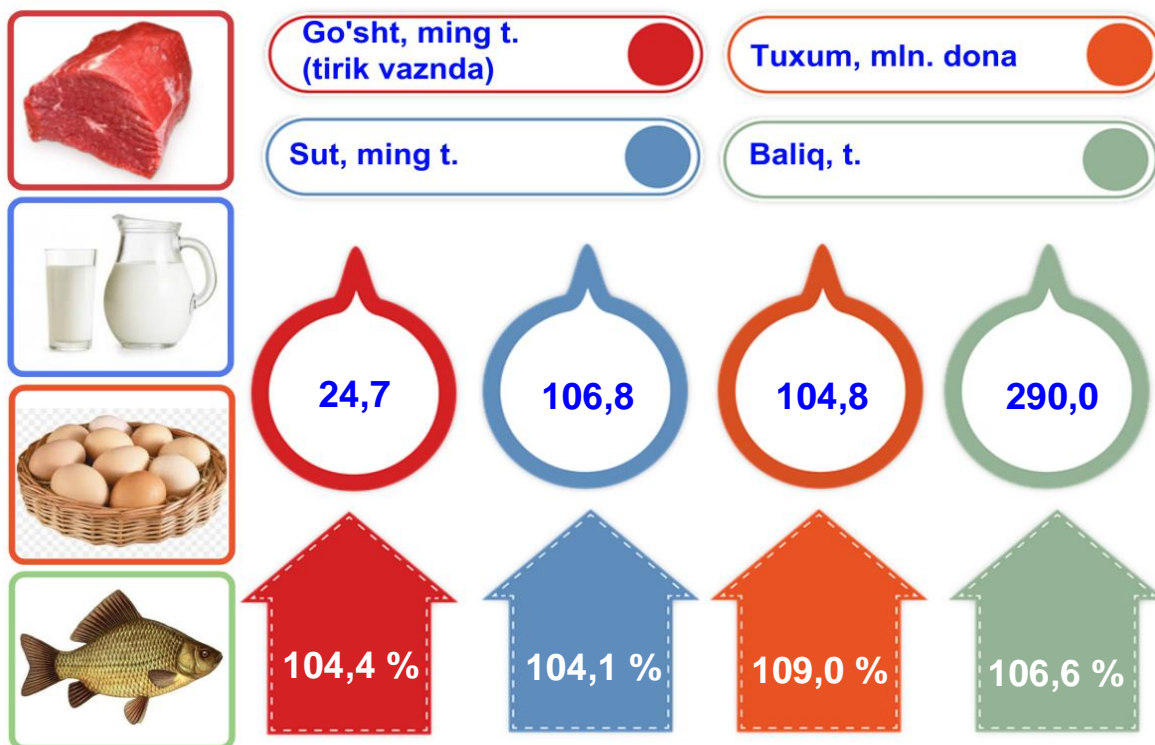 Go'sht, ming t.
(tirik vaznda)
Tuxum, mln. dona
Sut, ming t.
Baliq, t.
24,7
106,8
104,8
290,0
104,4 %
104,1 %
109,0 %
106,6 %